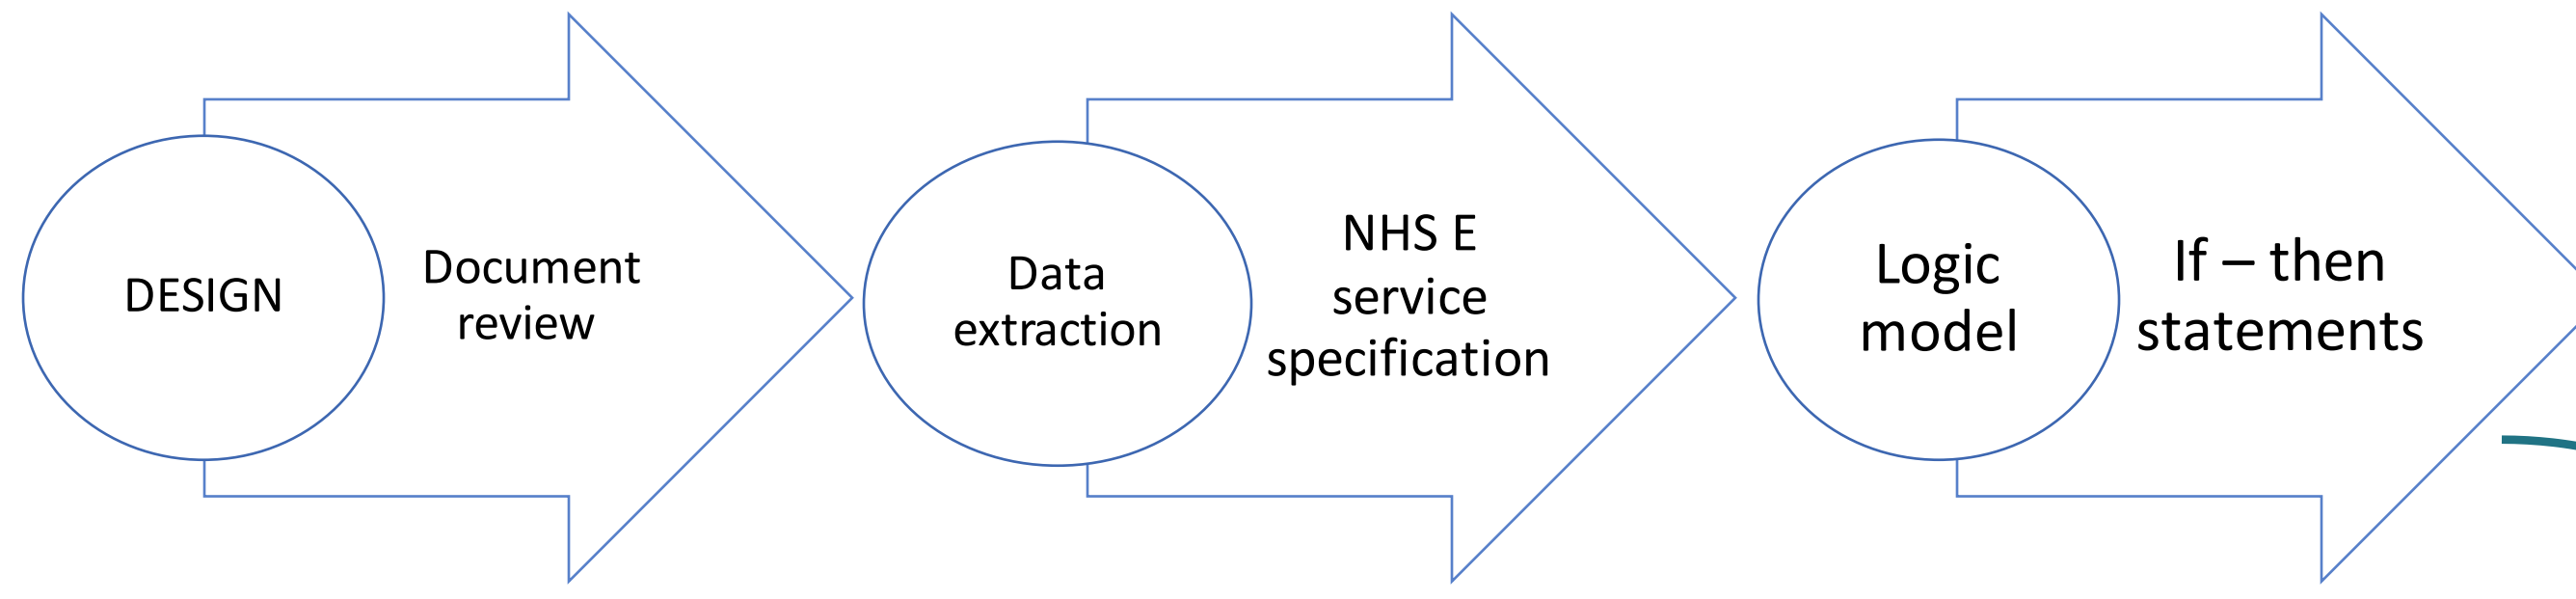 DESIGN
Document
review
Data
extraction
NHS E
service
specification
Logic
model
If – then
statements